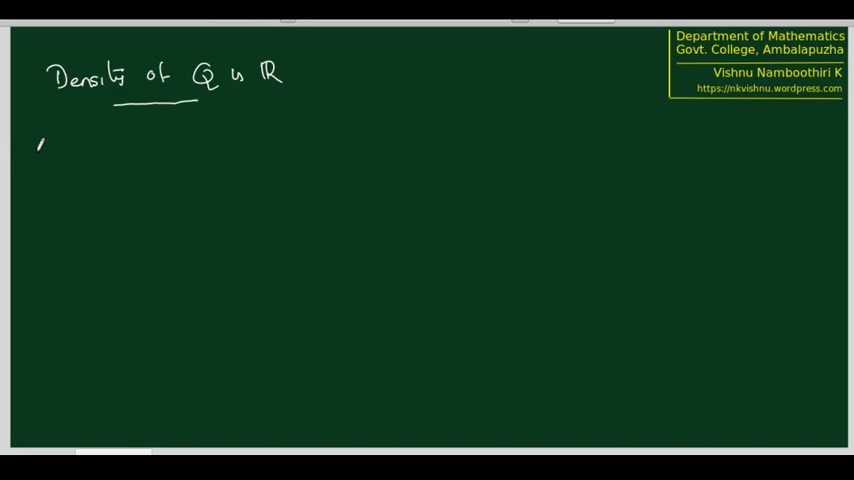 Density of Q in R
Department of Mathematics
Govt. College, Ambalapuzha
Vishnu Namboothiri K
https://nkvishnu.wordpress.com